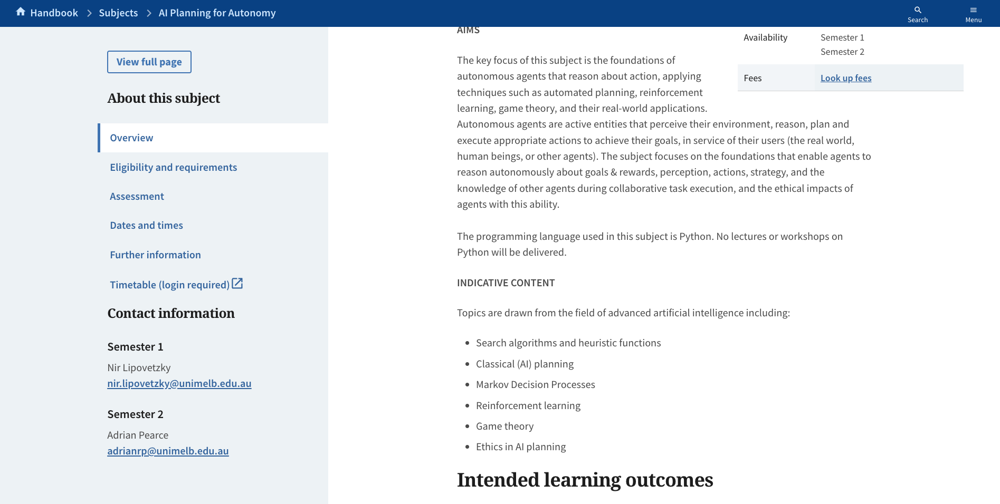 Handbook > Subjects > AI Planning for Autonomy
Search
Menu
View full page
About this subject
Overview
Eligibility and requirements
Assessment
Dates and times
Further information
Timetable (login required)
Contact information
Semester 1
Nir Lipovetzky
nir.lipovetzky@unimelb.edu.au
Semester 2
Adrian Pearce
adrianrp@unimelb.edu.au
AIMS
The key focus of this subject is the foundations of
autonomous agents that reason about action, applying
techniques such as automated planning, reinforcement
learning, game theory, and their real-world applications.
Autonomous agents are active entities that perceive their environment, reason, plan and
execute appropriate actions to achieve their goals, in service of their users (the real world,
human beings, or other agents). The subject focuses on the foundations that enable agents to
reason autonomously about goals & rewards, perception, actions, strategy, and the
knowledge of other agents during collaborative task execution, and the ethical impacts of
agents with this ability.
The programming language used in this subject is Python. No lectures or workshops on
Python will be delivered.
INDICATIVE CONTENT
Topics are drawn from the field of advanced artificial intelligence including:
• Search algorithms and heuristic functions
• Classical (AI) planning
• Markov Decision Processes
• Reinforcement learning
• Game theory
• Ethics in AI planning
Intended learning outcomes
Availability
Semester 1
Semester 2
Fees
Look up fees